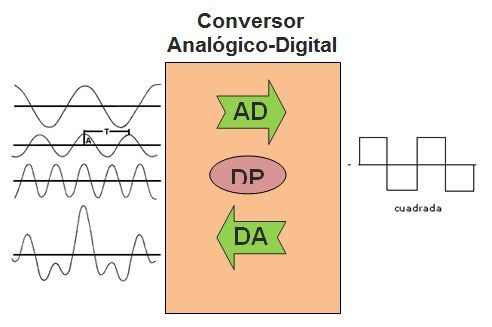 Conversor
Analógico-Digital
AD
T
A
DP
DA
cuadrada